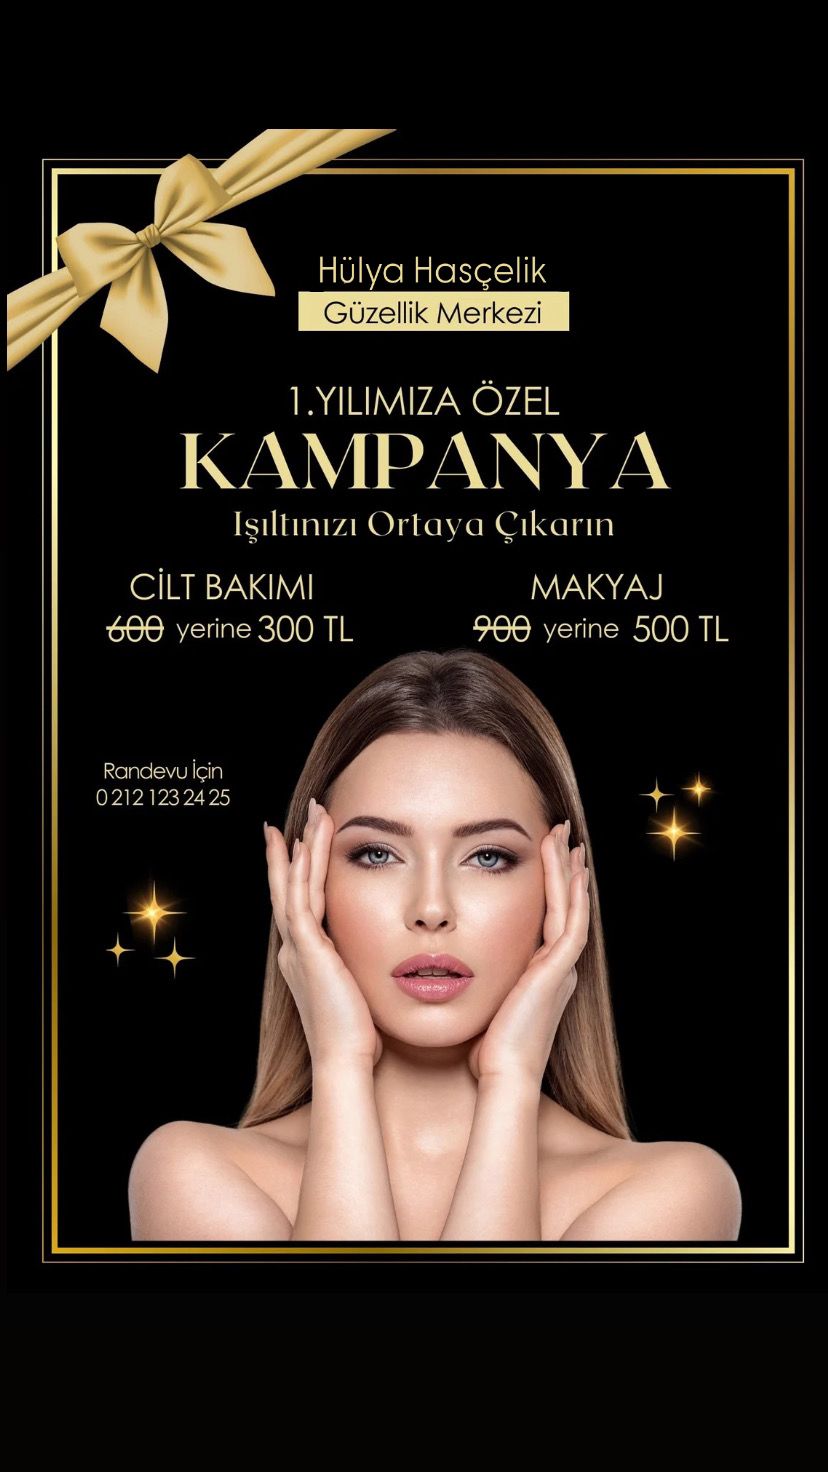 Hülya Hasçelik
Güzellik Merkezi
1.YILIMIZA ÖZEL
KAMPANYA
Işıltınızı Ortaya Çıkarın
CİLT BAKIMI
600 yerine 300 TL
MAKYAJ
900 yerine 500 TL
Randevu İçin
0 212 123 24 25